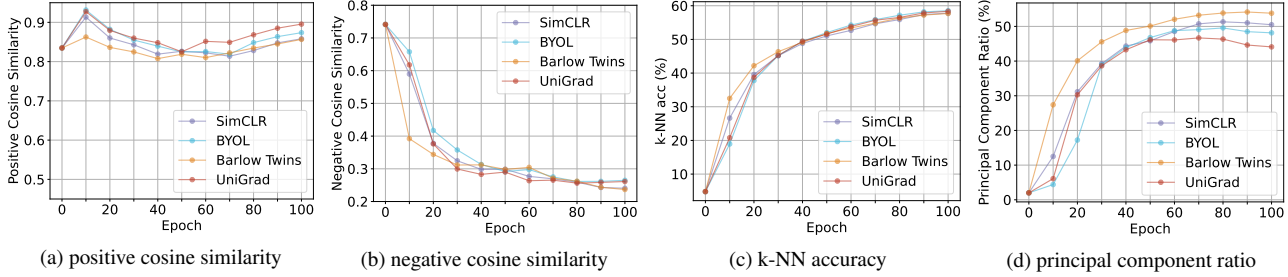 Positive Cosine Similarity
0.9
0.8
0.7
0.6
0.5
0
20
40
60
80
100
Epoch
SimCLR
BYOL
Barlow Twins
UniGrad
(a) positive cosine similarity
Negative Cosine Similarity
0.8
0.7
0.6
0.5
0.4
0.3
0.2
0
20
40
60
80
100
Epoch
SimCLR
BYOL
Barlow Twins
UniGrad
(b) negative cosine similarity
k-NN acc (%)
60
50
40
30
20
10
0
20
40
60
80
100
Epoch
SimCLR
BYOL
Barlow Twins
UniGrad
(c) k-NN accuracy
Principal Component Ratio (%)
50
40
30
20
10
0
0
20
40
60
80
100
Epoch
SimCLR
BYOL
Barlow Twins
UniGrad
(d) principal component ratio